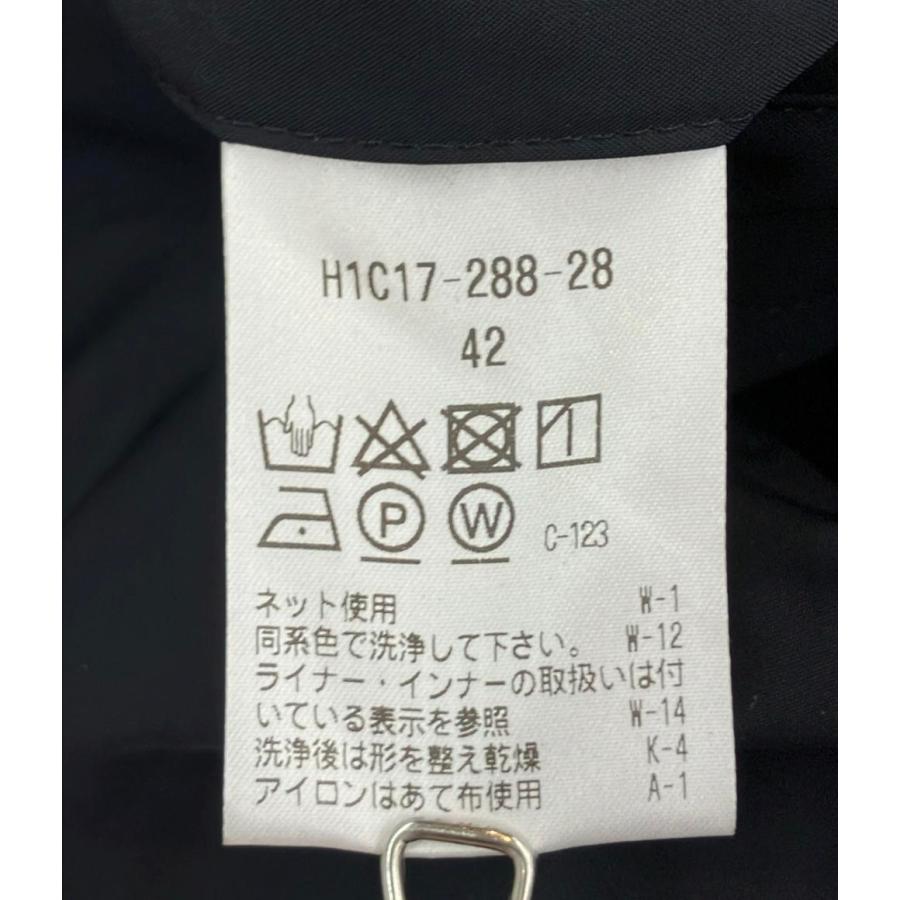 H1C17-288-28
42
P W C-123
ネット使用 W-1
同系色で洗浄して下さい。 W-12
ライナー・インナーの取扱いは付
いている表示を参照 W-14
洗浄後は形を整え乾燥 K-4
アイロンはあて布使用 A-1